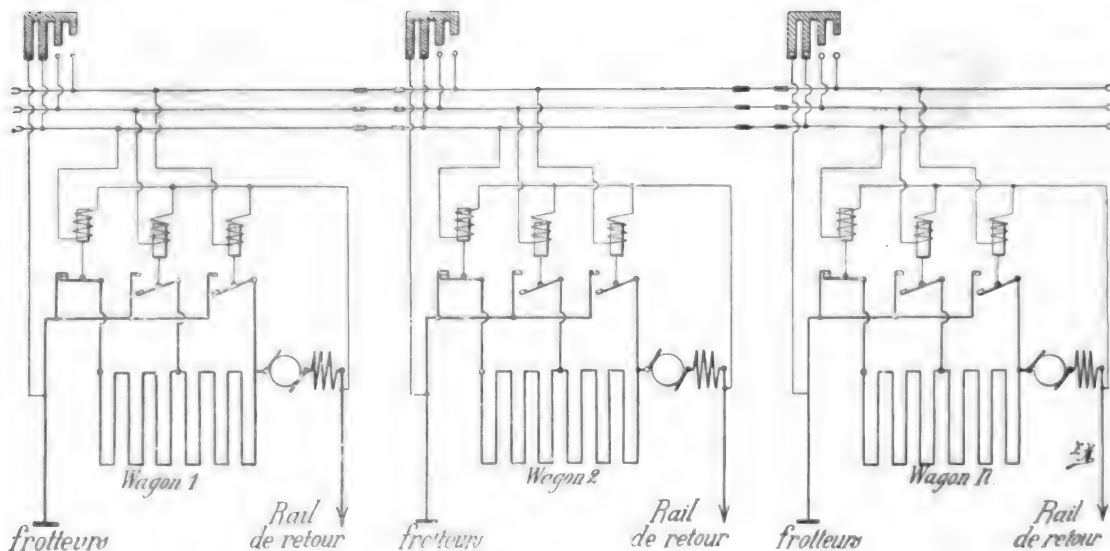 Wagon 1
Wagon 2
Wagon n
frotteurs
Rail
de retour
frotteurs
Rail
de retour
frotteurs
Rail
de retour